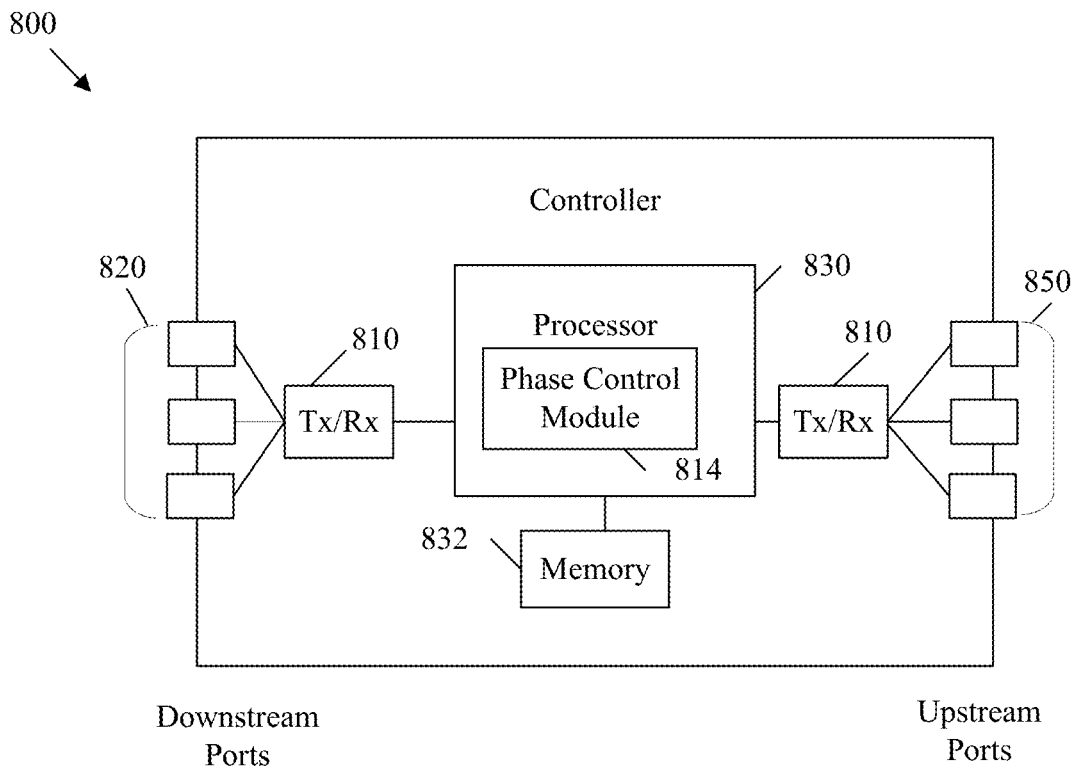 800
Controller
820
830
850
Processor
810
810
Phase Control
Module
Tx/Rx
Tx/Rx
814
832
Memory
Downstream
Ports
Upstream
Ports